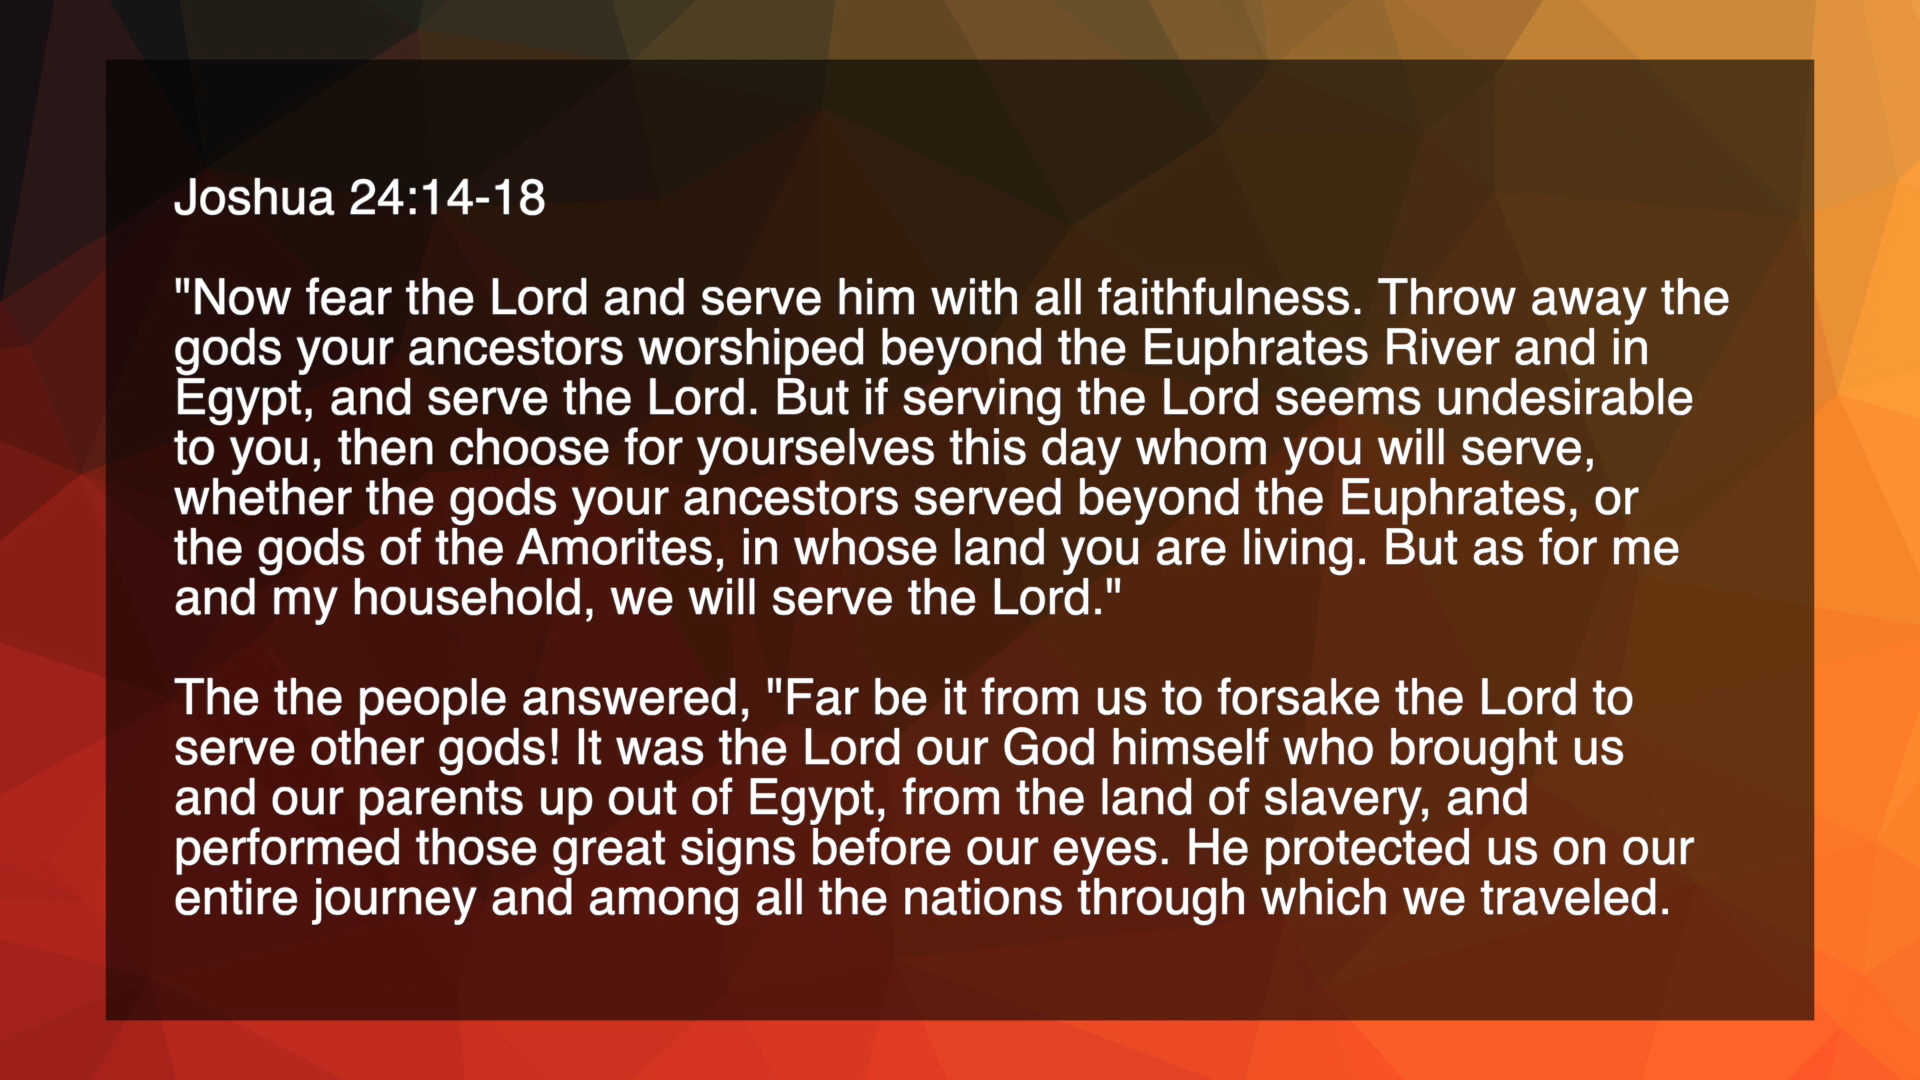 Joshua 24:14-18
"Now fear the Lord and serve him with all faithfulness. Throw away the
gods your ancestors worshiped beyond the Euphrates River and in
Egypt, and serve the Lord. But if serving the Lord seems undesirable
to you, then choose for yourselves this day whom you will serve,
whether the gods your ancestors served beyond the Euphrates, or
the gods of the Amorites, in whose land you are living. But as for me
and my household, we will serve the Lord."
The the people answered, "Far be it from us to forsake the Lord to
serve other gods! It was the Lord our God himself who brought us
and our parents up out of Egypt, from the land of slavery, and
performed those great signs before our eyes. He protected us on our
entire journey and among all the nations through which we traveled.